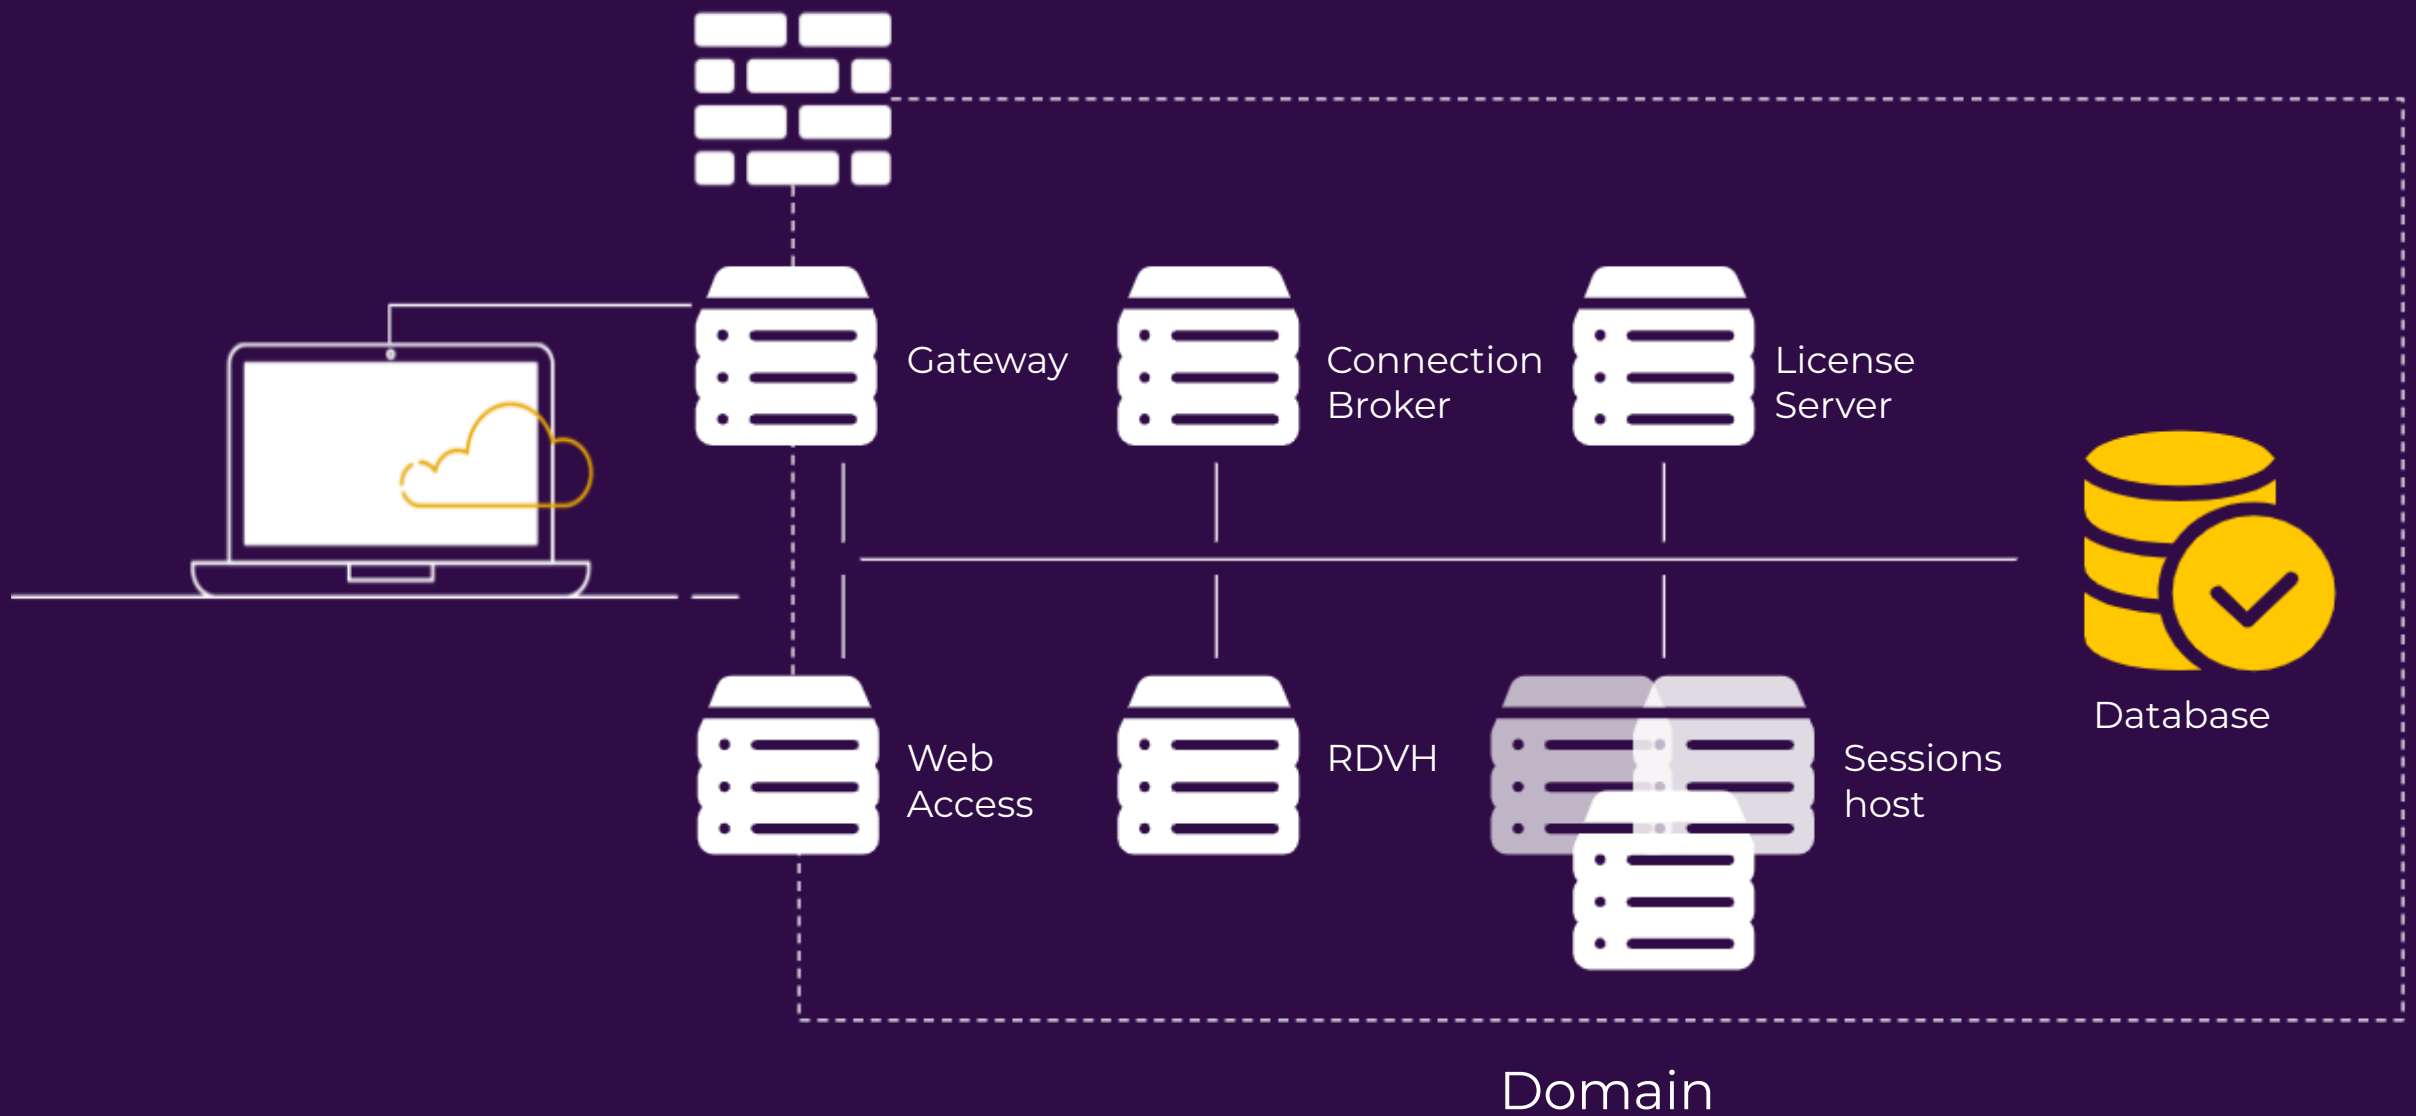 Gateway
Connection
Broker
License
Server
Database
Web
Access
RDVH
Sessions
host
Domain